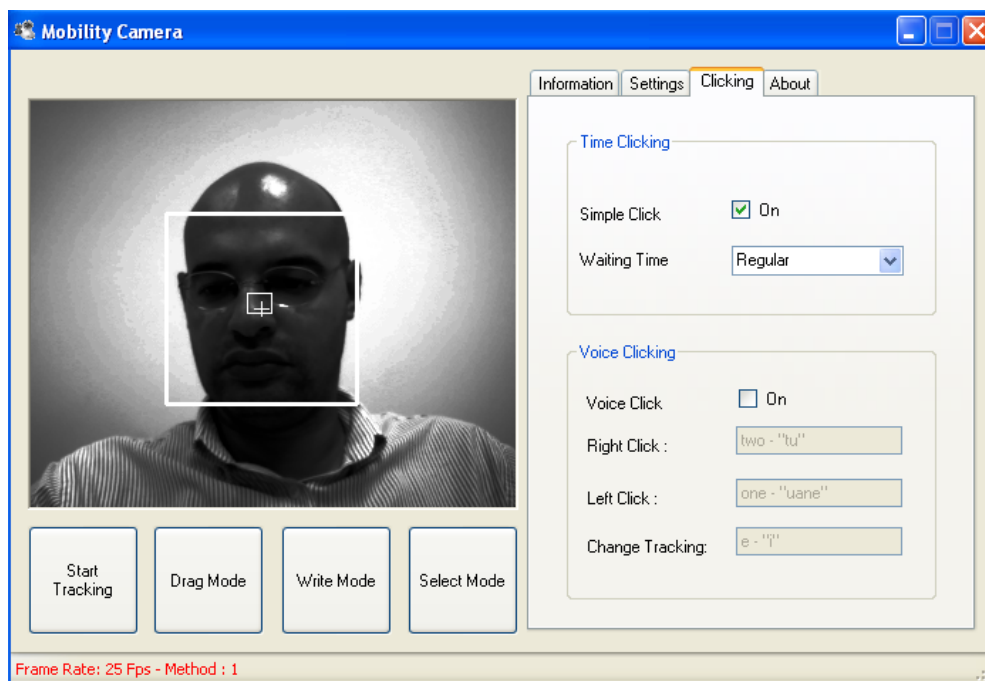 Mobility Camera
Information Settings Clicking About
Time Clicking
Simple Click On
Waiting Time Regular
Voice Clicking
Voice Click On
Right Click : two - "tu"
Left Click : one - "uane"
Change Tracking: e - "i"
Start
Tracking
Drag Mode
Write Mode
Select Mode
Frame Rate: 25 Fps - Method : 1